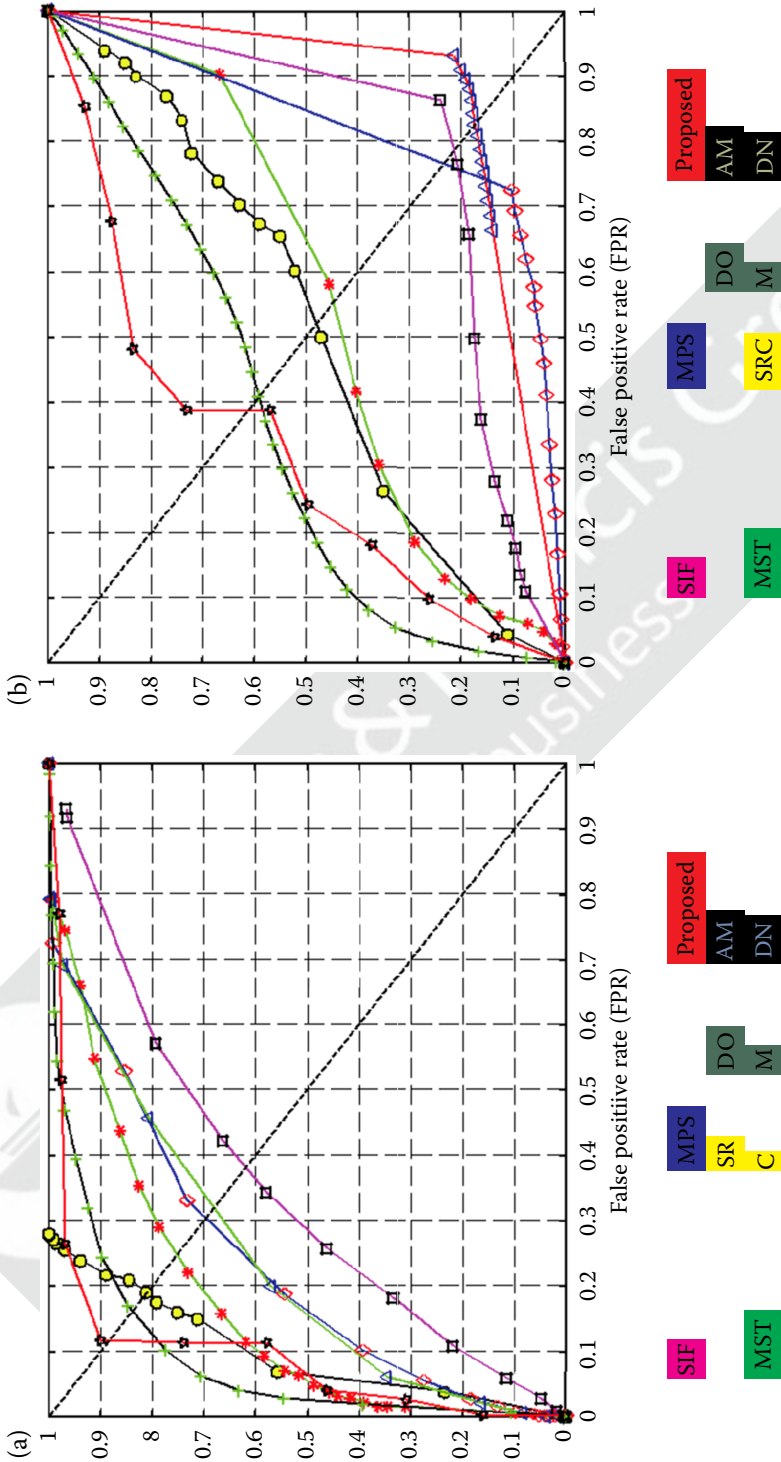 (a)
1
0.9
8
0.7
0.6
0.5
0.4
0.3
0.2
0.1
0
0 0.1 0.2 0.3 0.4 0.5 0.6 0.7 0.8 0.9 1
False positiive rate (FPR)
SIF MPS Proposed
SR DO AM
MST C M DN
(b)
1
0.9
0.8
0.7
0.6
0.5
0.4
0.3
0.2
0.1
0
0 0.1 0.2 0.3 0.4 0.5 0.6 0.7 0.8 0.9 1
False positive rate (FPR)
SIF MPS Proposed
DO AM
MST SRC M DN
business